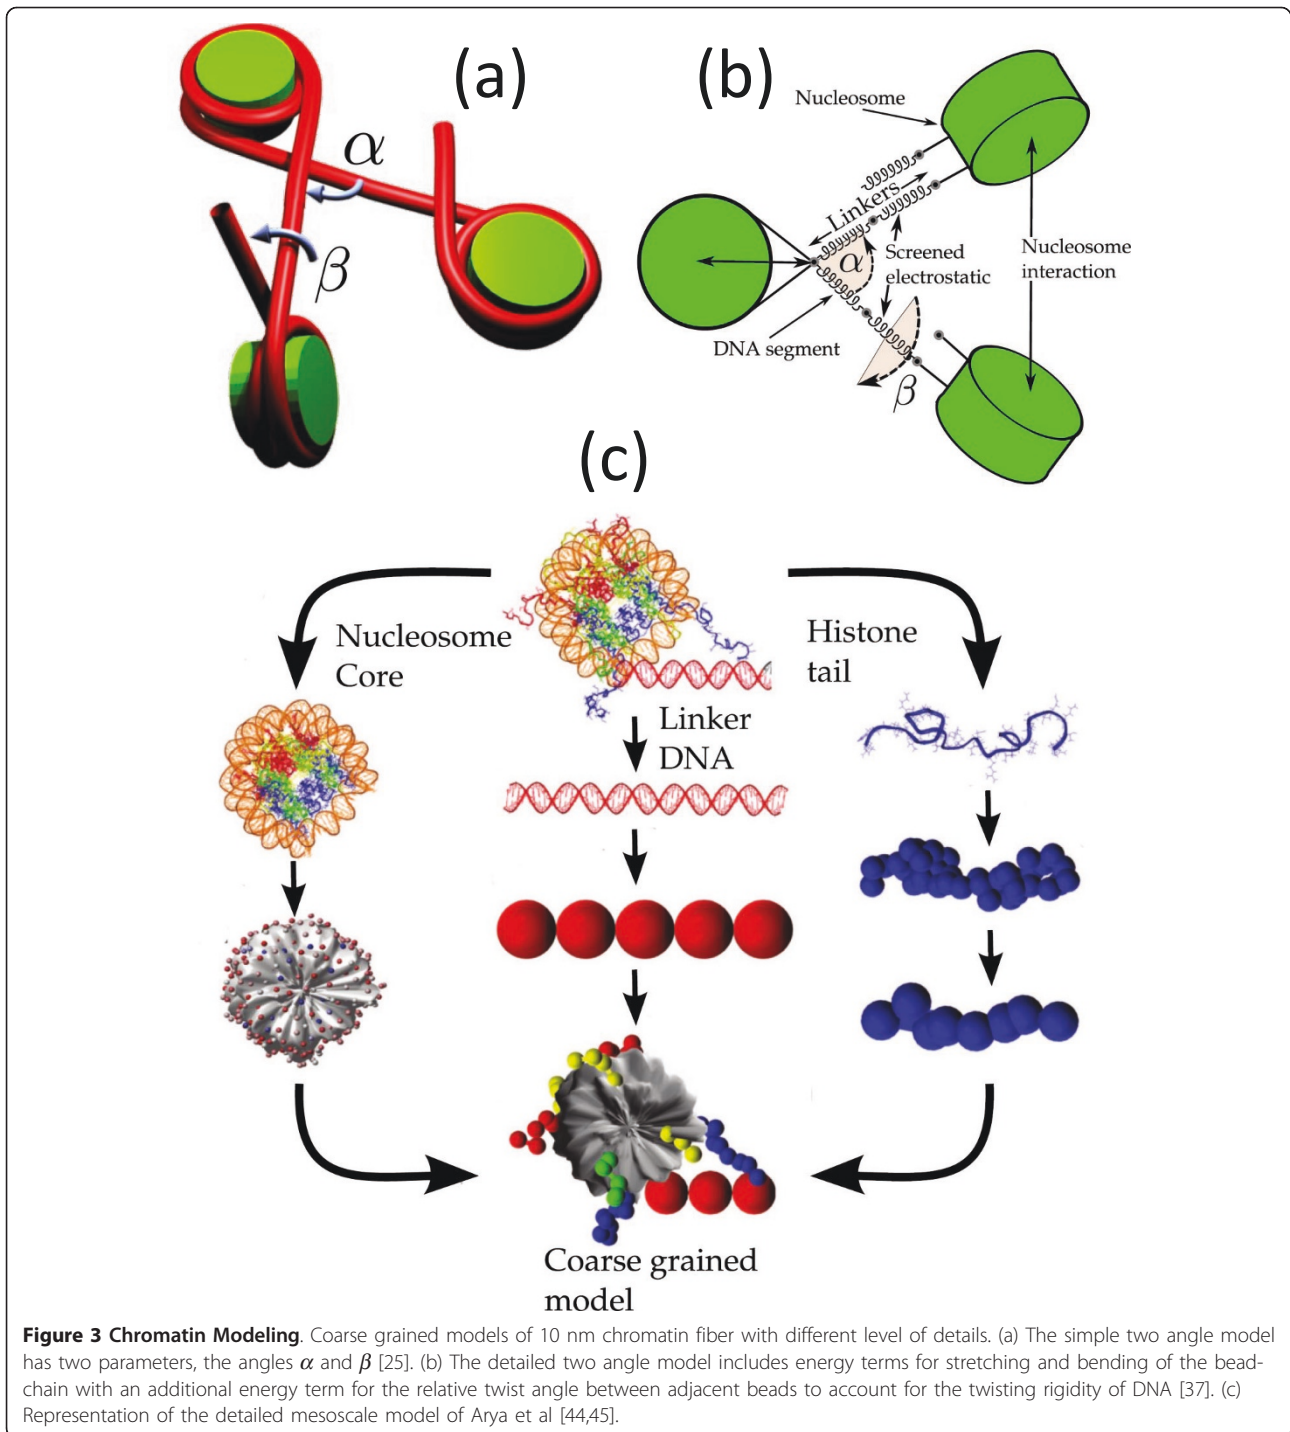 (a)
α
β
(b)
Nucleosome
Linkers
α
Screened
electrostatic
Nucleosome
interaction
DNA segment
β
(c)
Nucleosome
Core
Histone
tail
Linker
DNA
Coarse grained
model
Figure 3 Chromatin Modeling. Coarse grained models of 10 nm chromatin fiber with different level of details. (a) The simple two angle model
has two parameters, the angles α and β [25]. (b) The detailed two angle model includes energy terms for stretching and bending of the bead-
chain with an additional energy term for the relative twist angle between adjacent beads to account for the twisting rigidity of DNA [37]. (c)
Representation of the detailed mesoscale model of Arya et al [44,45].